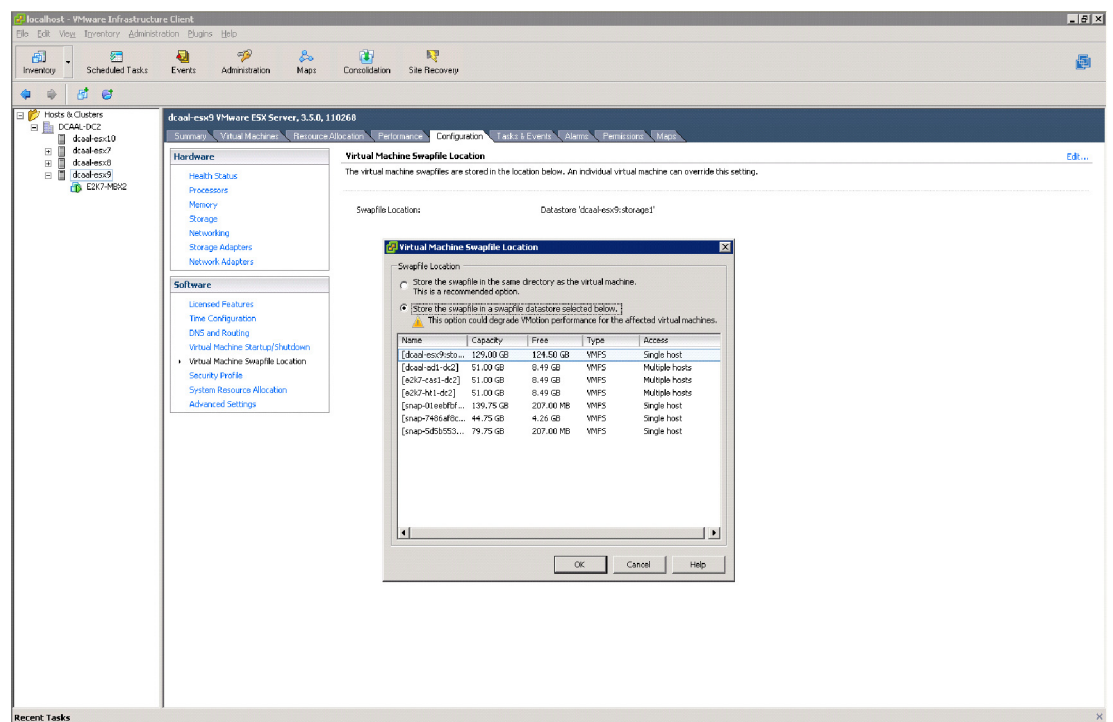 localhost - VMware Infrastructure Client
File Edit View Inventory Administration Plugins Help
Inventory Scheduled Tasks Events Administration Maps Consolidation Site Recovery
Hosts & Clusters
DCAAL-DC2
dcaal-esx10
dcaal-esx7
dcaal-esx8
dcaal-esx9
E2K7-MBX2
dcaal-esx9 VMware ESX Server, 3.5.0, 110268
Summary Virtual Machines Resource Allocation Performance Configuration Tasks & Events Alarms Permissions Maps
Hardware
Health Status
Processors
Memory
Storage
Networking
Storage Adapters
Network Adapters
Software
Licensed Features
Time Configuration
DNS and Routing
Virtual Machine Startup/Shutdown
Virtual Machine Swapfile Location
Security Profile
System Resource Allocation
Advanced Settings
Virtual Machine Swapfile Location Edit...
The virtual machine swapfiles are stored in the location below. An individual virtual machine can override this setting.
Swapfile Location: Datastore 'dcaal-esx9:storage1'
Virtual Machine Swapfile Location
Swapfile Location
Store the swapfile in the same directory as the virtual machine.
This is a recommended option.
Store the swapfile in a swapfile datastore selected below.
This option could degrade VMotion performance for the affected virtual machines.
Name Capacity Free Type Access
[dcaal-esx9:sto... 129.00 GB 124.50 GB VMFS Single host
[dcaal-ad1-dc2] 51.00 GB 8.49 GB VMFS Multiple hosts
[e2k7-cas1-dc2] 51.00 GB 8.49 GB VMFS Multiple hosts
[e2k7-ht1-dc2] 51.00 GB 8.49 GB VMFS Multiple hosts
[snap-01eebfbf... 139.75 GB 207.00 MB VMFS Single host
[snap-7486af8c... 44.75 GB 4.26 GB VMFS Single host
[snap-5d5b553... 79.75 GB 207.00 MB VMFS Single host
OK Cancel Help
Recent Tasks